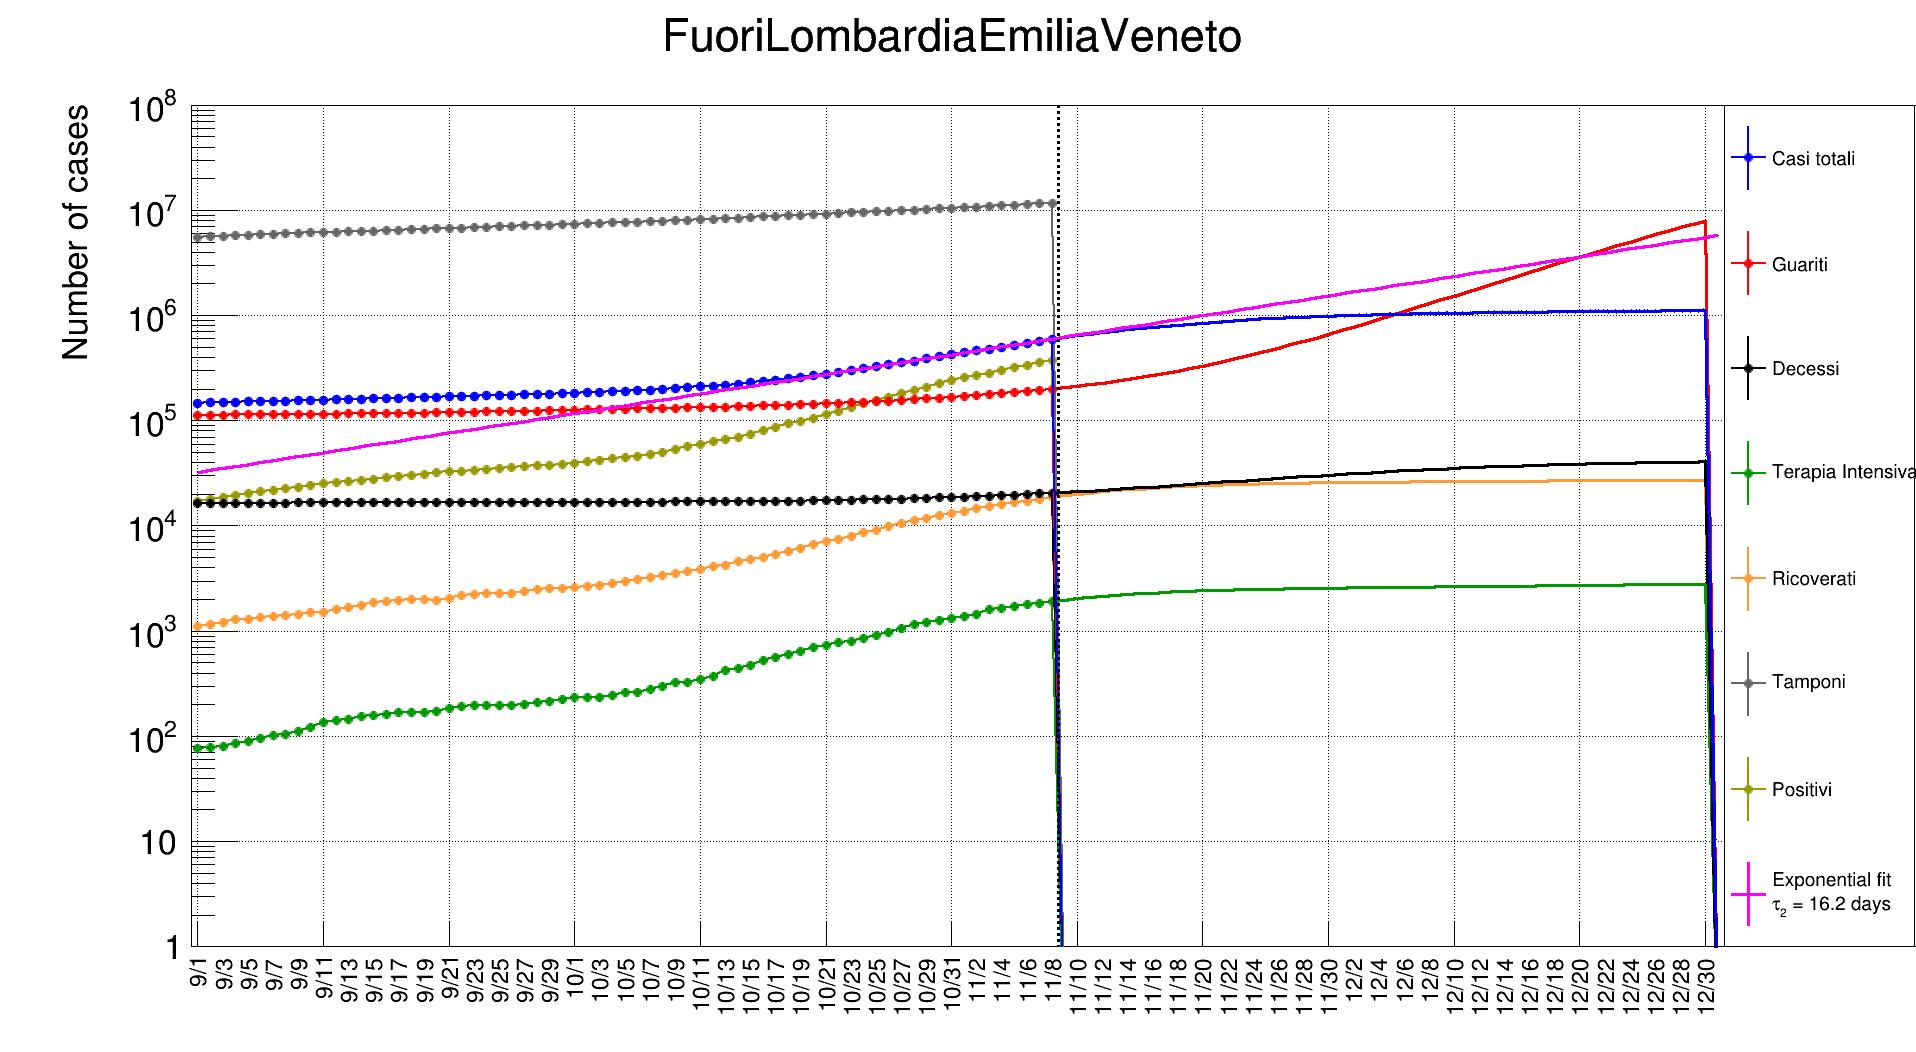 FuoriLombardiaEmiliaVeneto
Number of cases
10^8
10^7
10^6
10^5
10^4
10^3
10^2
10
1
9/1 9/3 9/5 9/7 9/9 9/11 9/13 9/15 9/17 9/19 9/21 9/23 9/25 9/27 9/29 10/1 10/3 10/5 10/7 10/9 10/11 10/13 10/15 10/17 10/19 10/21 10/23 10/25 10/27 10/29 10/31 11/2 11/4 11/6 11/8 11/10 11/12 11/14 11/16 11/18 11/20 11/22 11/24 11/26 11/28 11/30 12/2 12/4 12/6 12/8 12/10 12/12 12/14 12/16 12/18 12/20 12/22 12/24 12/26 12/28 12/30
Casi totali
Guariti
Decessi
Terapia Intensiva
Ricoverati
Tamponi
Positivi
Exponential fit
τ₂ = 16.2 days